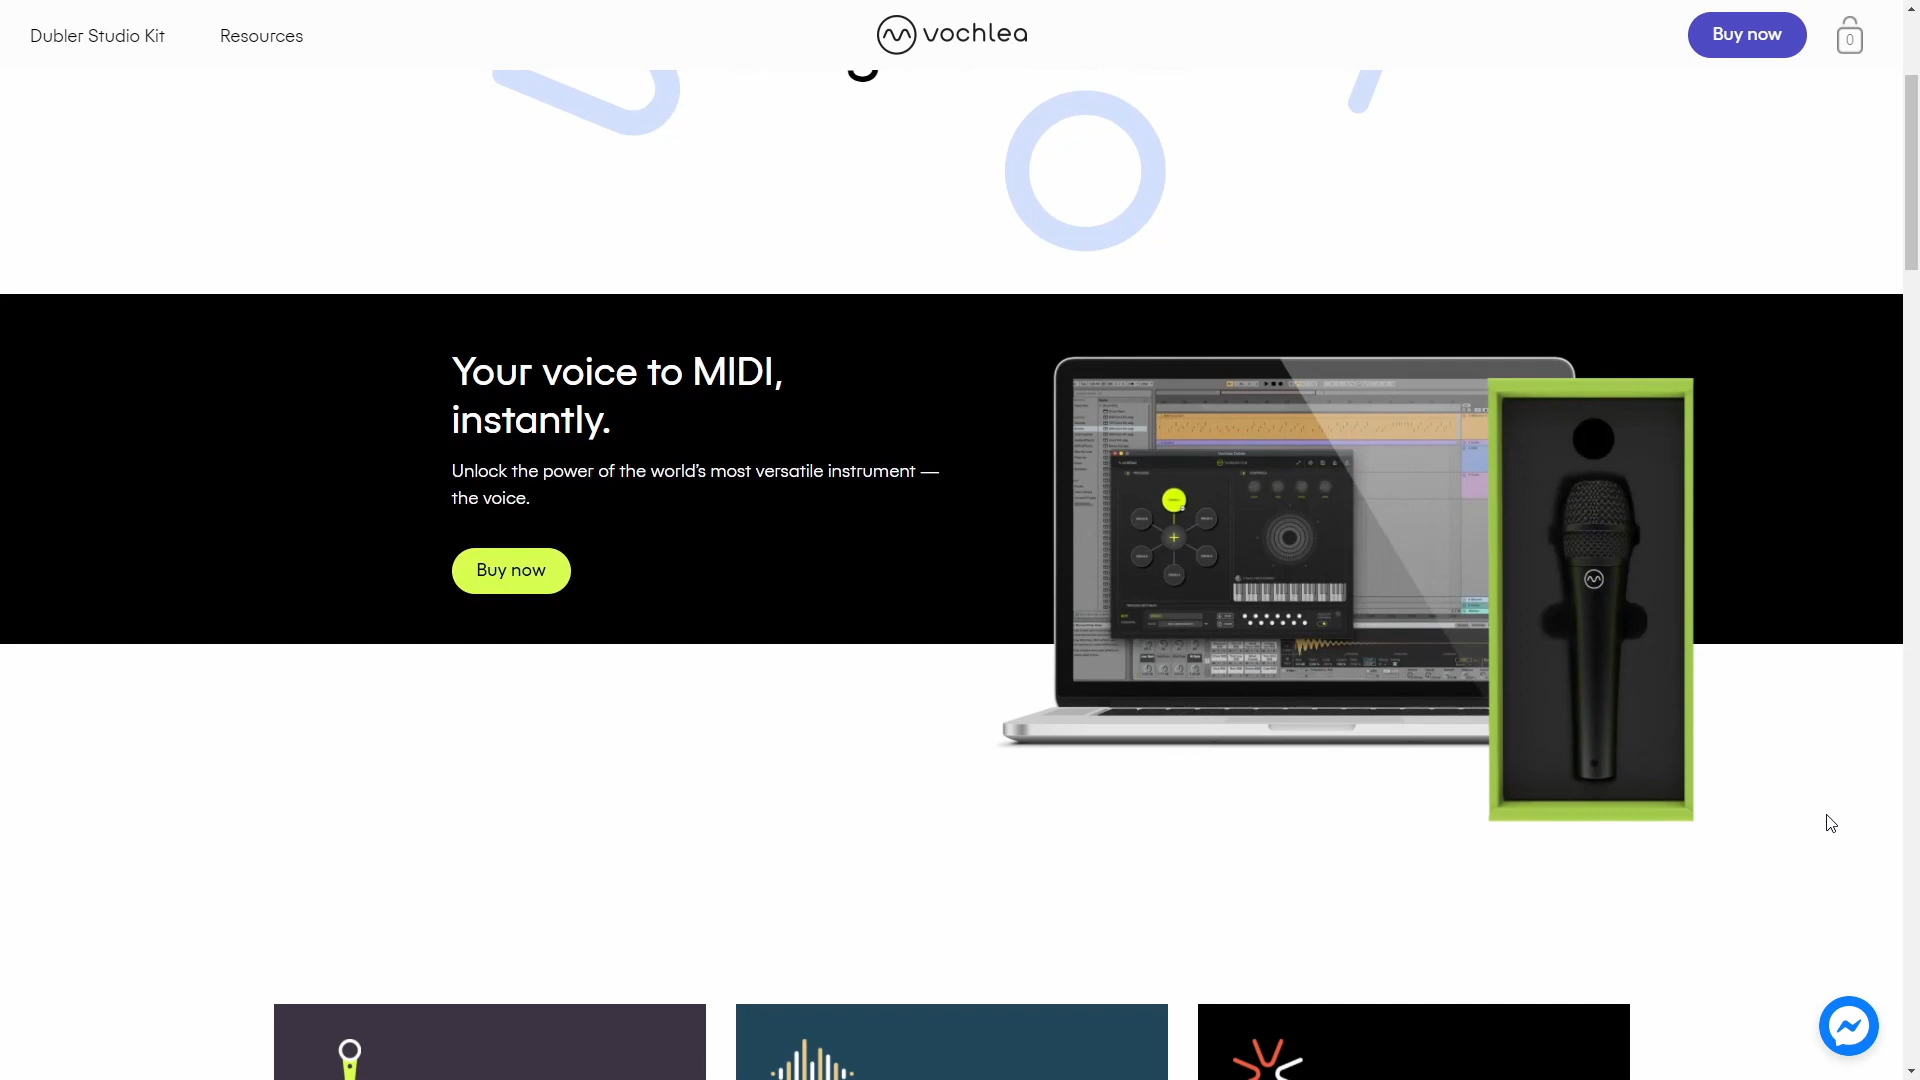 Dubler Studio Kit
Resources
vochlea
Buy now
0
Your voice to MIDI,
instantly.
Unlock the power of the world's most versatile instrument —
the voice.
Buy now